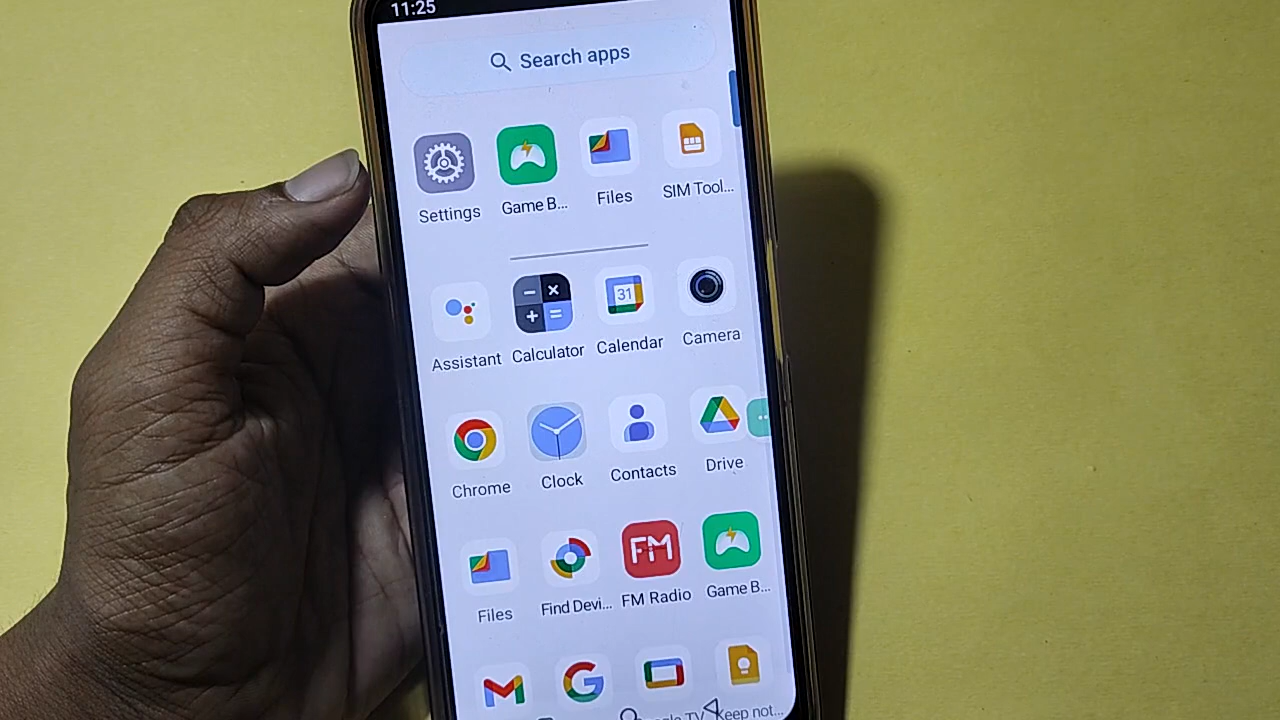 11:25
Search apps
Settings Game B... Files SIM Tool...
31
Assistant Calculator Calendar Camera
Chrome Clock Contacts Drive
FM
Files Find Devi... FM Radio Game B...
TV Keep not...